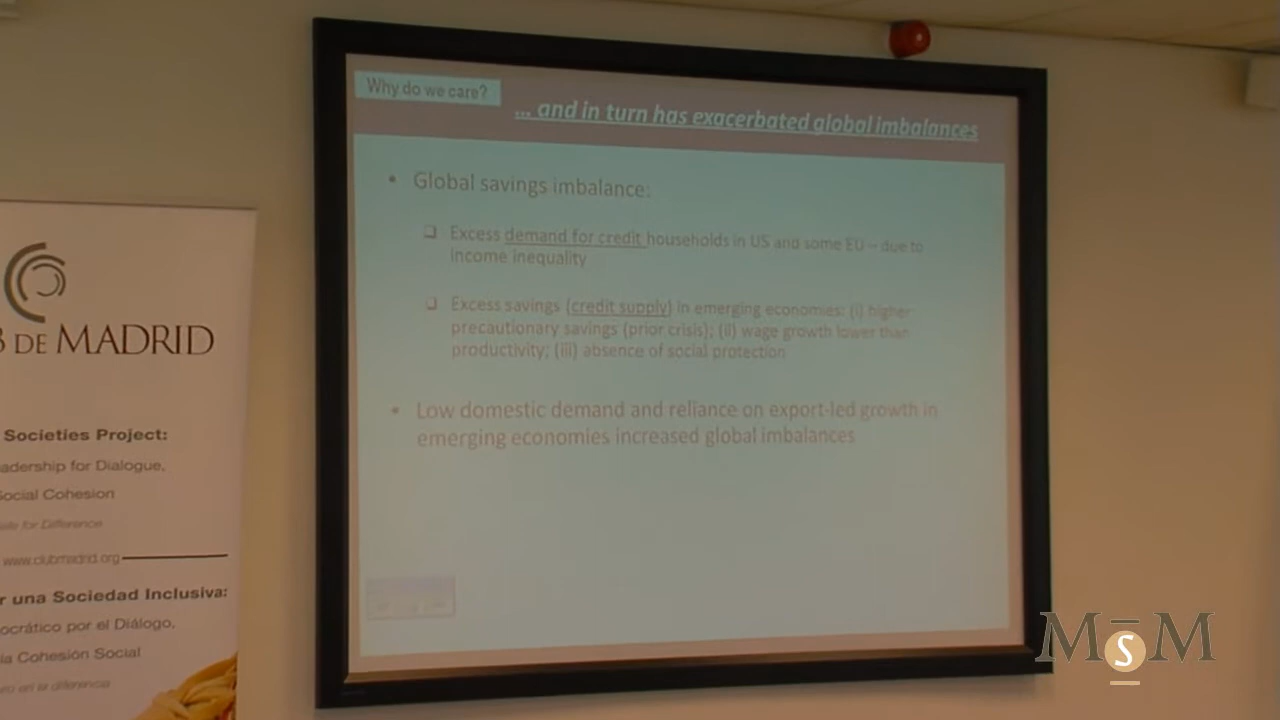 Why do we care?
... and in turn has exacerbated global imbalances
• Global savings imbalance:
❑ Excess demand for credit households in US and some EU – due to
income inequality
❑ Excess savings (credit supply) in emerging economies: (i) higher
precautionary savings (prior crisis); (ii) wage growth lower than
productivity; (iii) absence of social protection
• Low domestic demand and reliance on export-led growth in
emerging economies increased global imbalances
B DE MADRID
Societies Project:
adership for Dialogue,
Social Cohesion
for Difference
www.clubmadrid.org
r una Sociedad Inclusiva:
ocrático por el Diálogo,
la Cohesión Social
en la diferencia
MSM